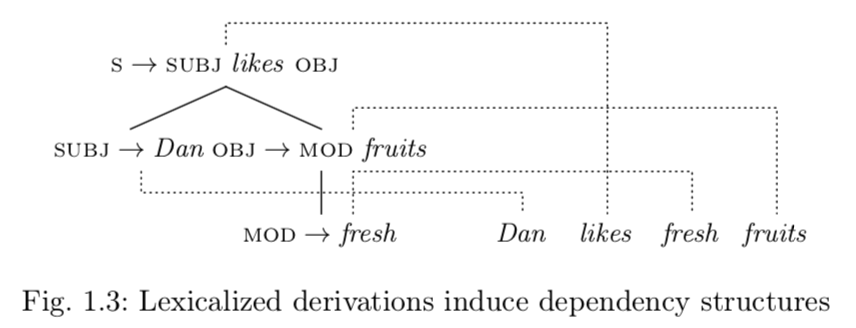 S → SUBJ likes OBJ
SUBJ → Dan OBJ → MOD fruits
MOD → fresh Dan likes fresh fruits
Fig. 1.3: Lexicalized derivations induce dependency structures